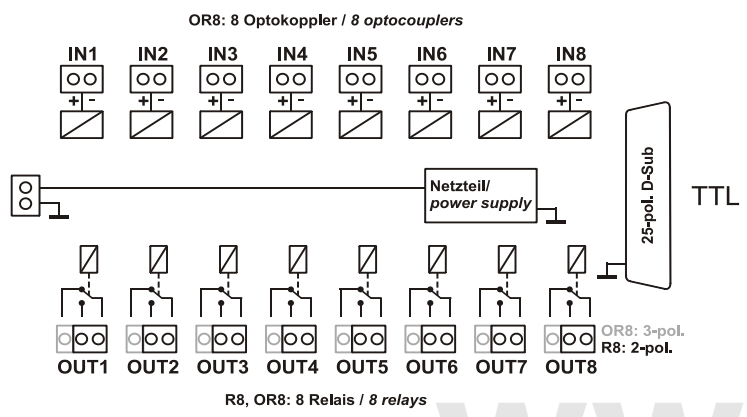 OR8: 8 Optokoppler / 8 optocouplers
IN1 IN2 IN3 IN4 IN5 IN6 IN7 IN8
+ - + - + - + - + - + - + - + -
Netzteil/
power supply
25-pol. D-Sub
TTL
OR8: 3-pol.
R8: 2-pol.
OUT1 OUT2 OUT3 OUT4 OUT5 OUT6 OUT7 OUT8
R8, OR8: 8 Relais / 8 relays